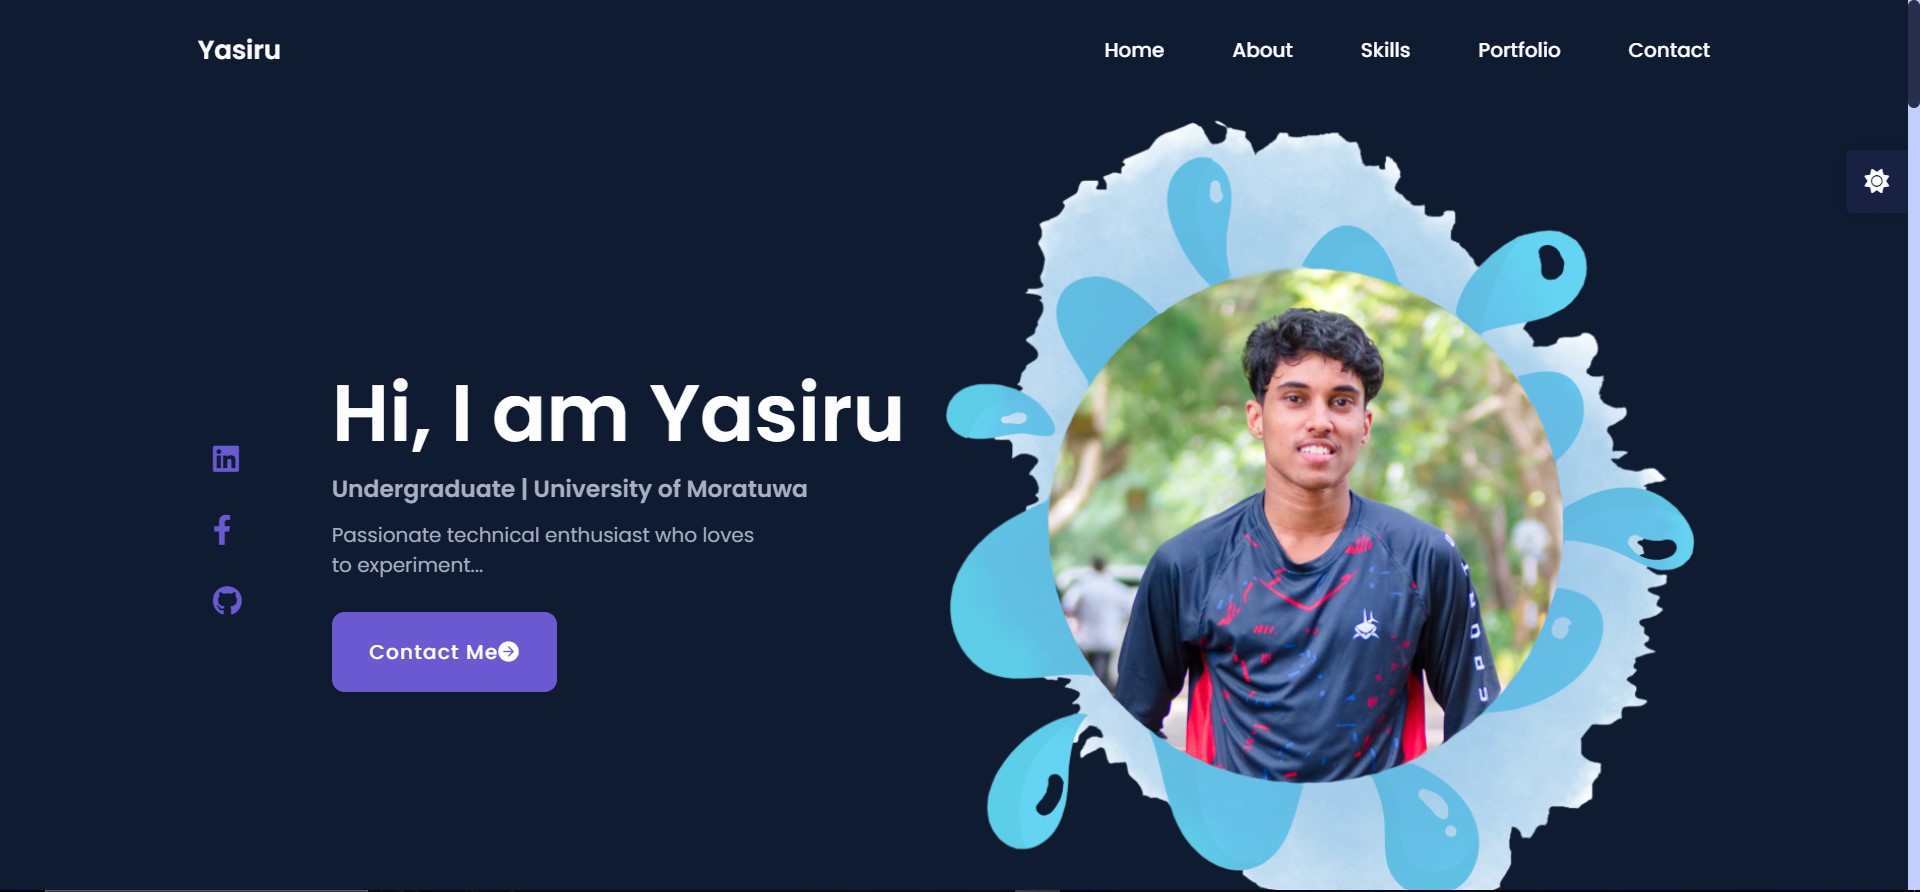 Yasiru
Home
About
Skills
Portfolio
Contact
Hi, I am Yasiru
Undergraduate | University of Moratuwa
Passionate technical enthusiast who loves
to experiment...
Contact Me
in